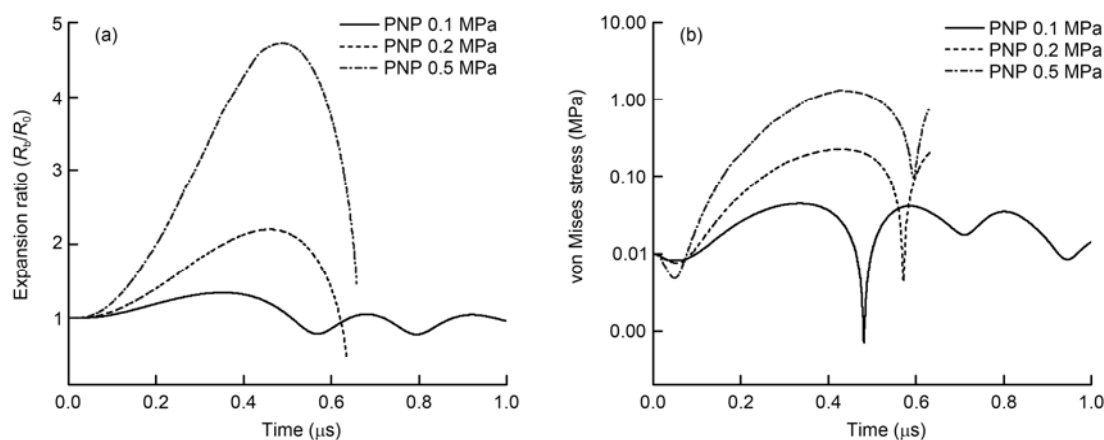 (a)
PNP 0.1 MPa
PNP 0.2 MPa
PNP 0.5 MPa
Expansion ratio (R_b/R_0)
5
4
3
2
1
0.0 0.2 0.4 0.6 0.8 1.0
Time (μs)
(b)
PNP 0.1 MPa
PNP 0.2 MPa
PNP 0.5 MPa
von Mises stress (MPa)
10.00
1.00
0.10
0.01
0.00
0.0 0.2 0.4 0.6 0.8 1.0
Time (μs)